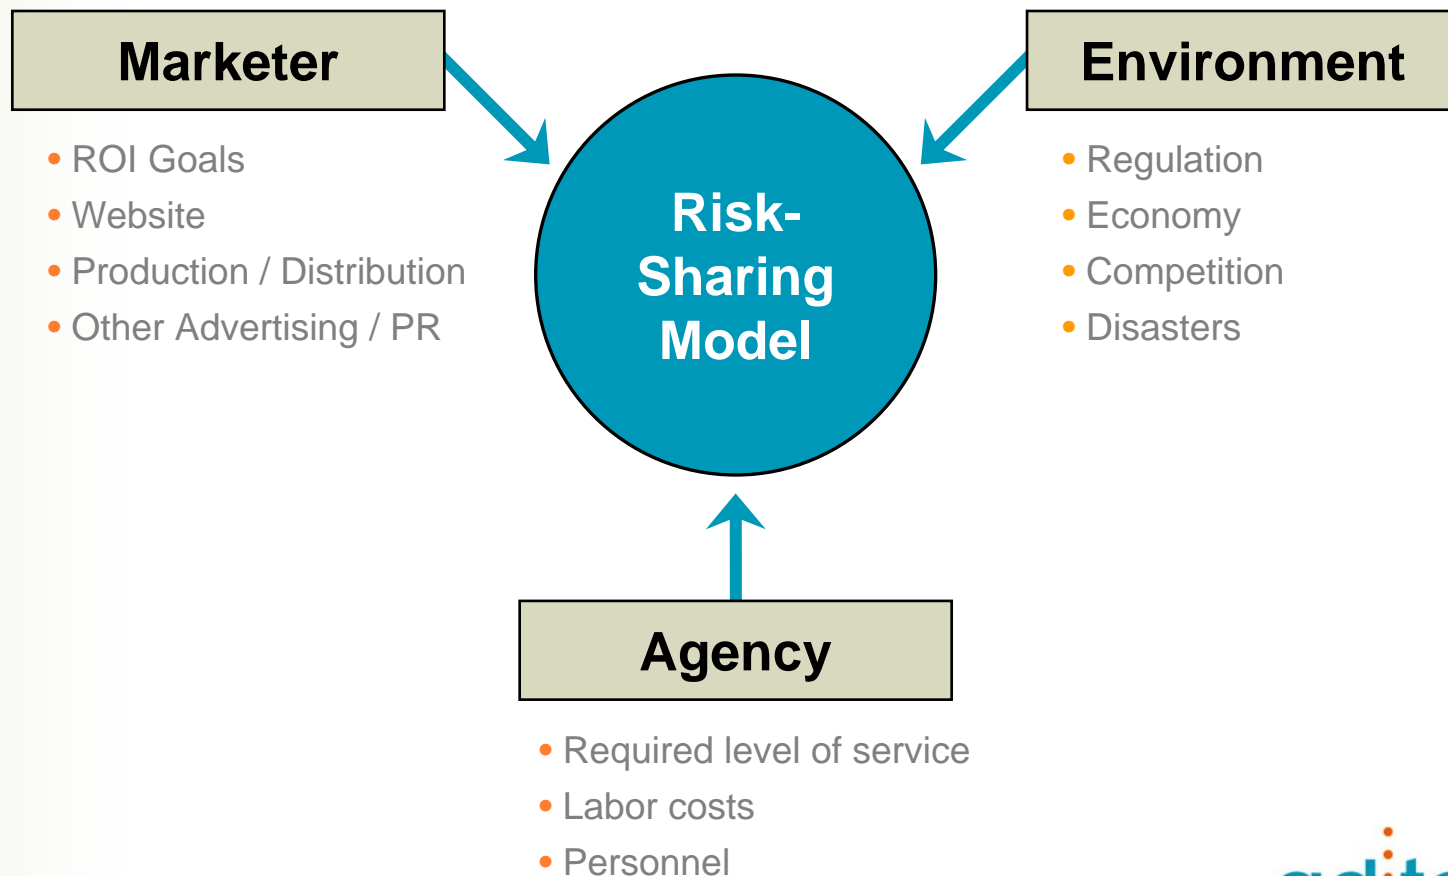 Marketer
• ROI Goals
• Website
• Production / Distribution
• Other Advertising / PR
Risk-
Sharing
Model
Environment
• Regulation
• Economy
• Competition
• Disasters
Agency
• Required level of service
• Labor costs
• Personnel